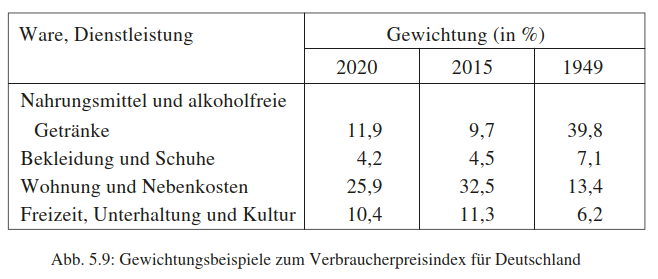 Ware, Dienstleistung Gewichtung (in %)
2020 2015 1949
Nahrungsmittel und alkoholfreie
Getränke 11,9 9,7 39,8
Bekleidung und Schuhe 4,2 4,5 7,1
Wohnung und Nebenkosten 25,9 32,5 13,4
Freizeit, Unterhaltung und Kultur 10,4 11,3 6,2
Abb. 5.9: Gewichtungsbeispiele zum Verbraucherpreisindex für Deutschland